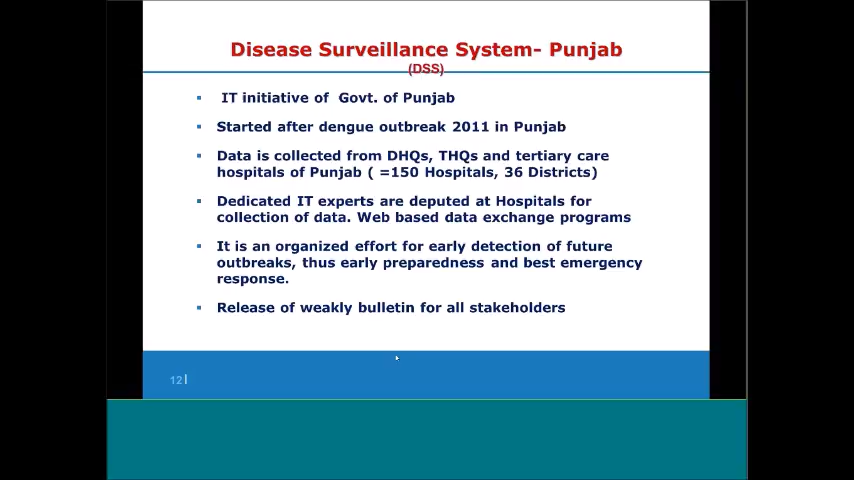 Disease Surveillance System- Punjab
(DSS)
▪ IT initiative of Govt. of Punjab
▪ Started after dengue outbreak 2011 in Punjab
▪ Data is collected from DHQs, THQs and tertiary care
hospitals of Punjab ( =150 Hospitals, 36 Districts)
▪ Dedicated IT experts are deputed at Hospitals for
collection of data. Web based data exchange programs
▪ It is an organized effort for early detection of future
outbreaks, thus early preparedness and best emergency
response.
▪ Release of weakly bulletin for all stakeholders
12|